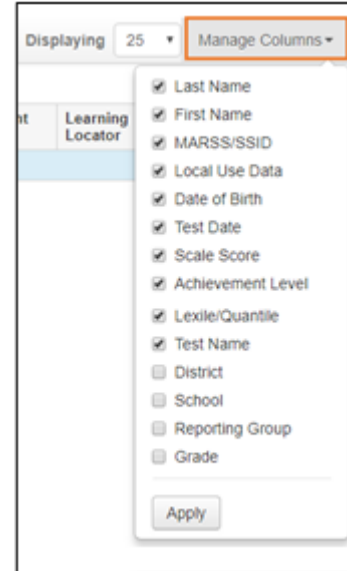 Displaying 25 Manage Columns
Learning
Locator
Last Name
First Name
MARSS/SSID
Local Use Data
Date of Birth
Test Date
Scale Score
Achievement Level
Lexile/Quantile
Test Name
District
School
Reporting Group
Grade
Apply